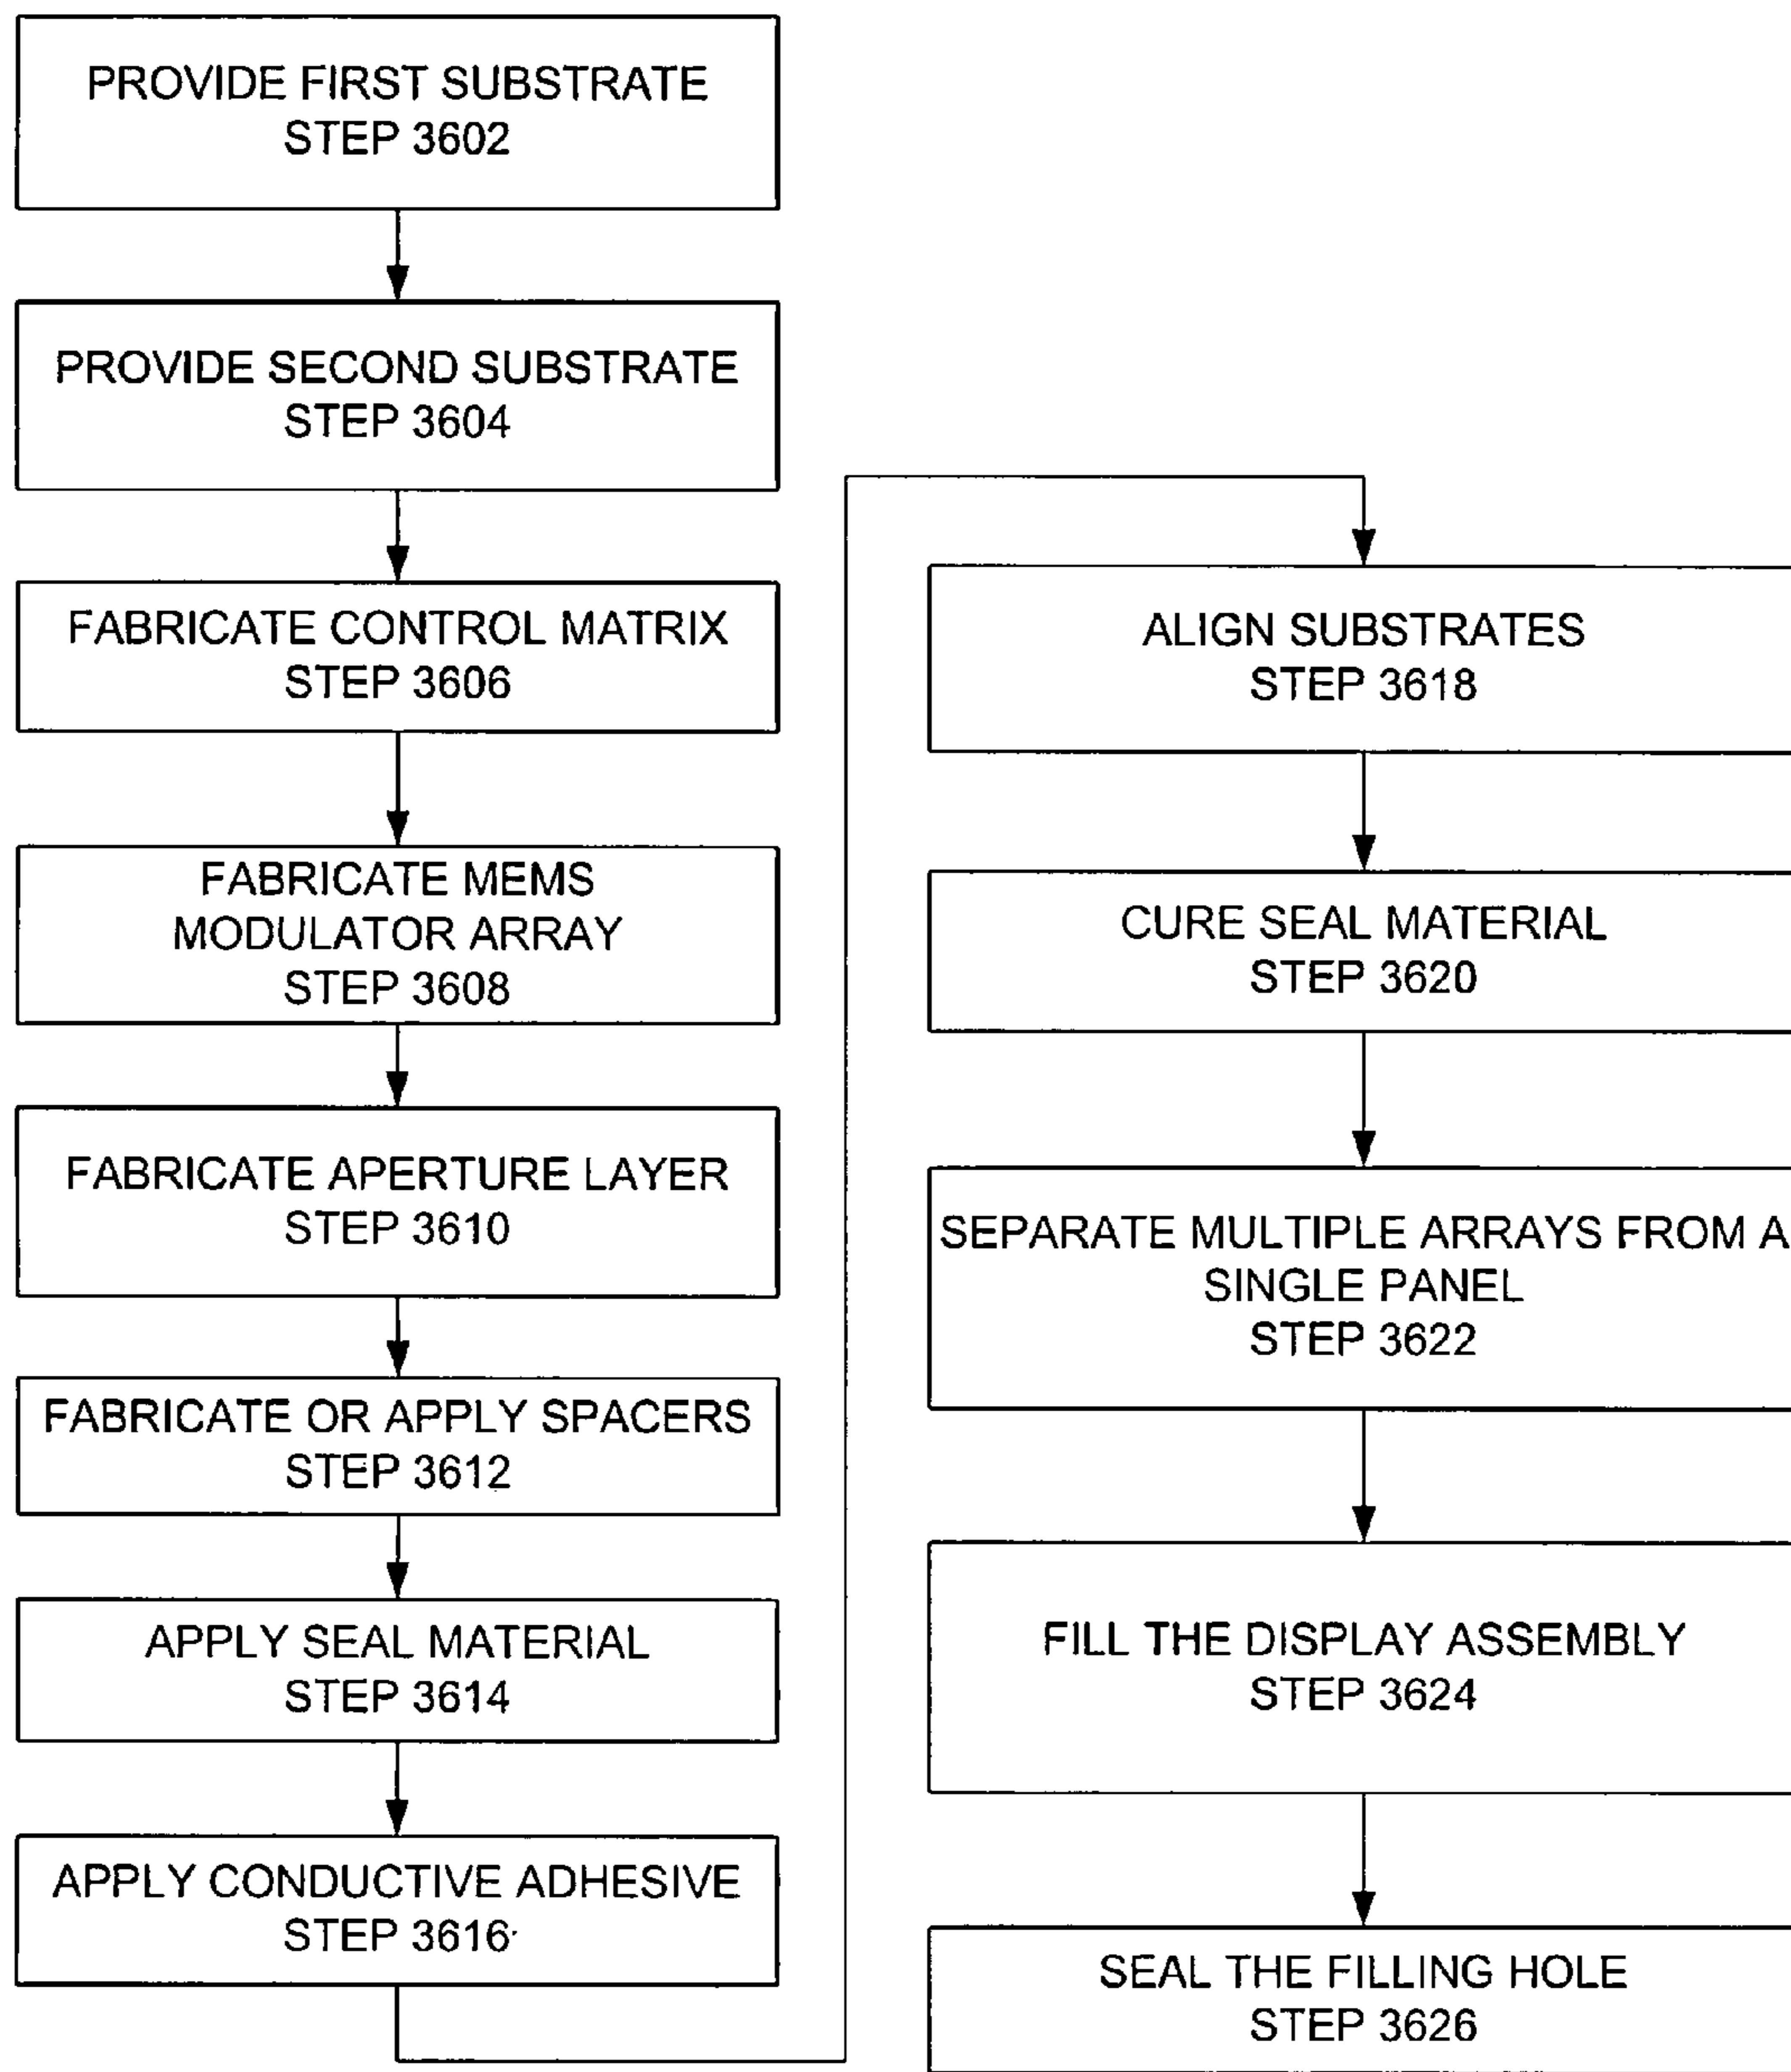 PROVIDE FIRST SUBSTRATE
STEP 3602
PROVIDE SECOND SUBSTRATE
STEP 3604
FABRICATE CONTROL MATRIX
STEP 3606
FABRICATE MEMS
MODULATOR ARRAY
STEP 3608
FABRICATE APERTURE LAYER
STEP 3610
FABRICATE OR APPLY SPACERS
STEP 3612
APPLY SEAL MATERIAL
STEP 3614
APPLY CONDUCTIVE ADHESIVE
STEP 3616
ALIGN SUBSTRATES
STEP 3618
CURE SEAL MATERIAL
STEP 3620
SEPARATE MULTIPLE ARRAYS FROM A
SINGLE PANEL
STEP 3622
FILL THE DISPLAY ASSEMBLY
STEP 3624
SEAL THE FILLING HOLE
STEP 3626